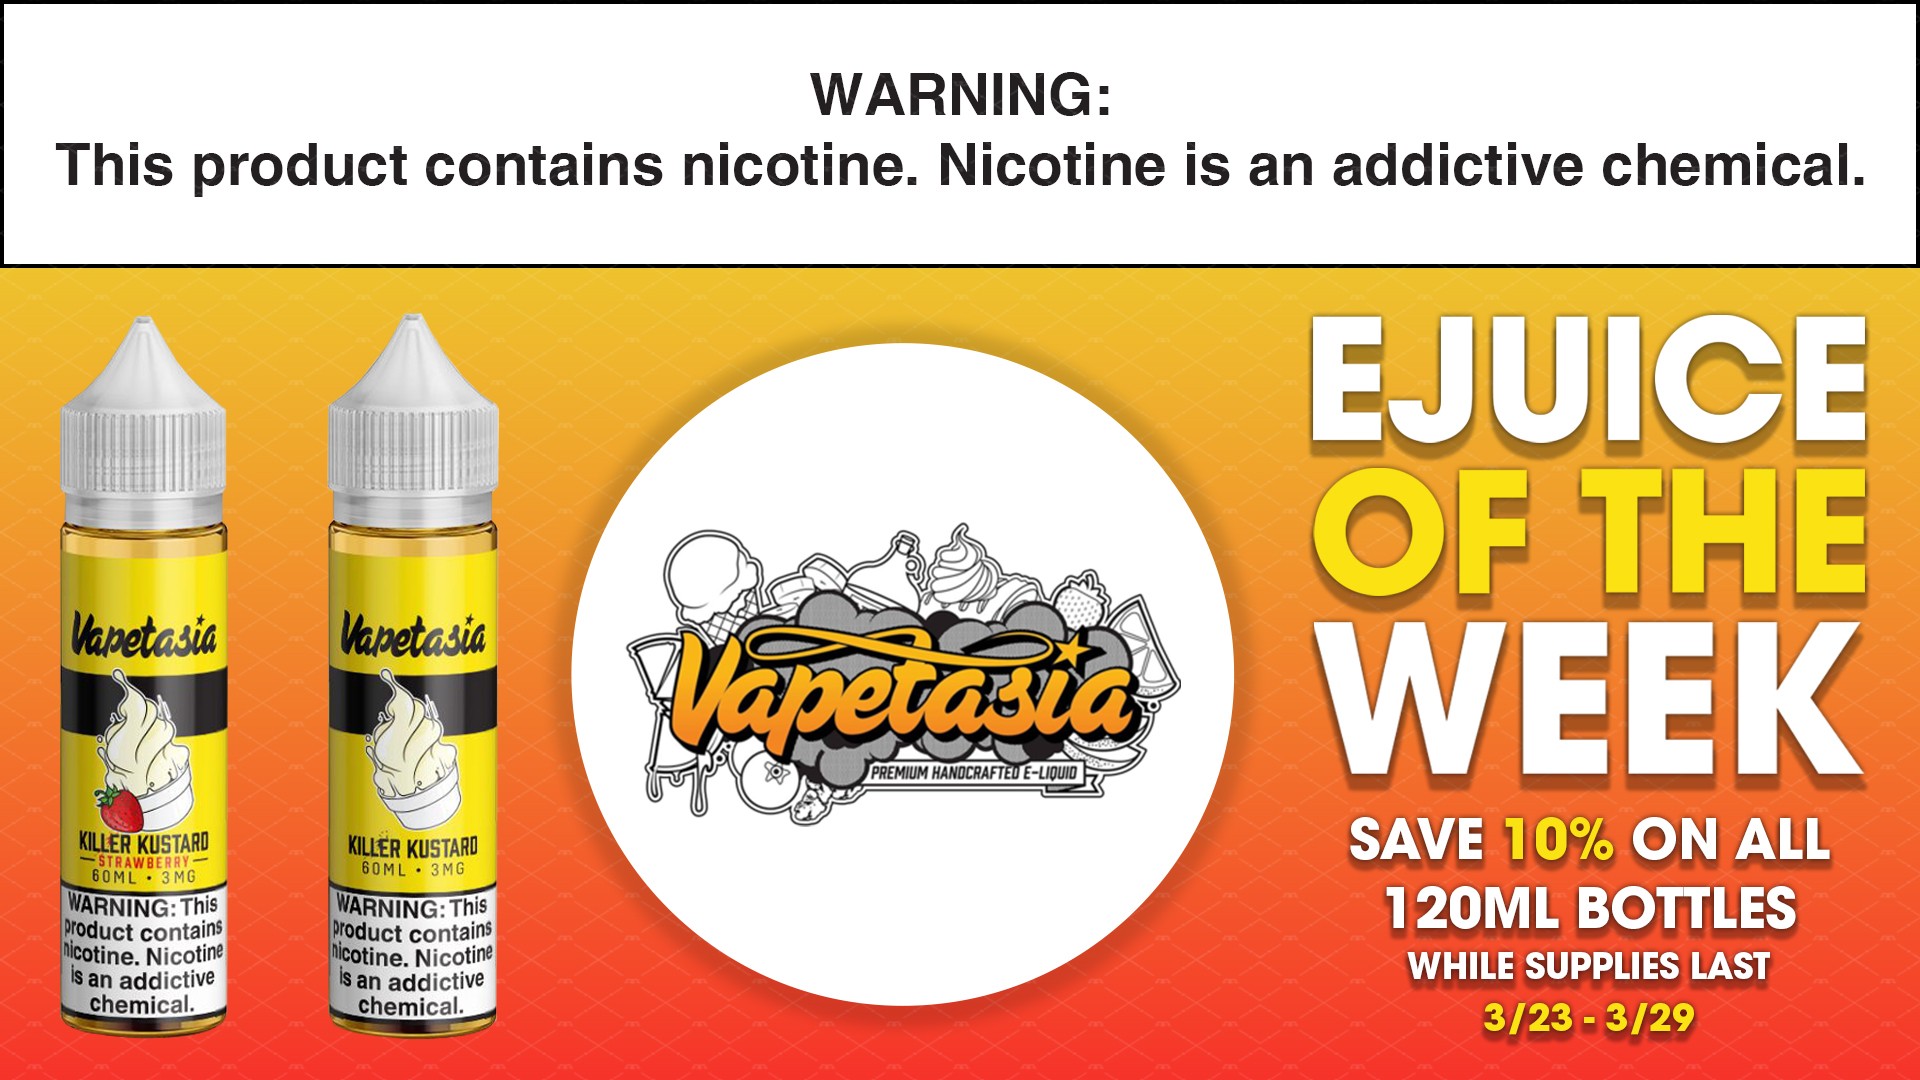 WARNING:
This product contains nicotine. Nicotine is an addictive chemical.
Vapetasia
KILLER KUSTARD
STRAWBERRY
60ML • 3MG
WARNING: This
product contains
nicotine. Nicotine
is an addictive
chemical.
Vapetasia
KILLER KUSTARD
60ML • 3MG
WARNING: This
product contains
nicotine. Nicotine
is an addictive
chemical.
Vapetasia
PREMIUM HANDCRAFTED E-LIQUID
EJUICE
OF THE
WEEK
SAVE 10% ON ALL
120ML BOTTLES
WHILE SUPPLIES LAST
3/23 - 3/29